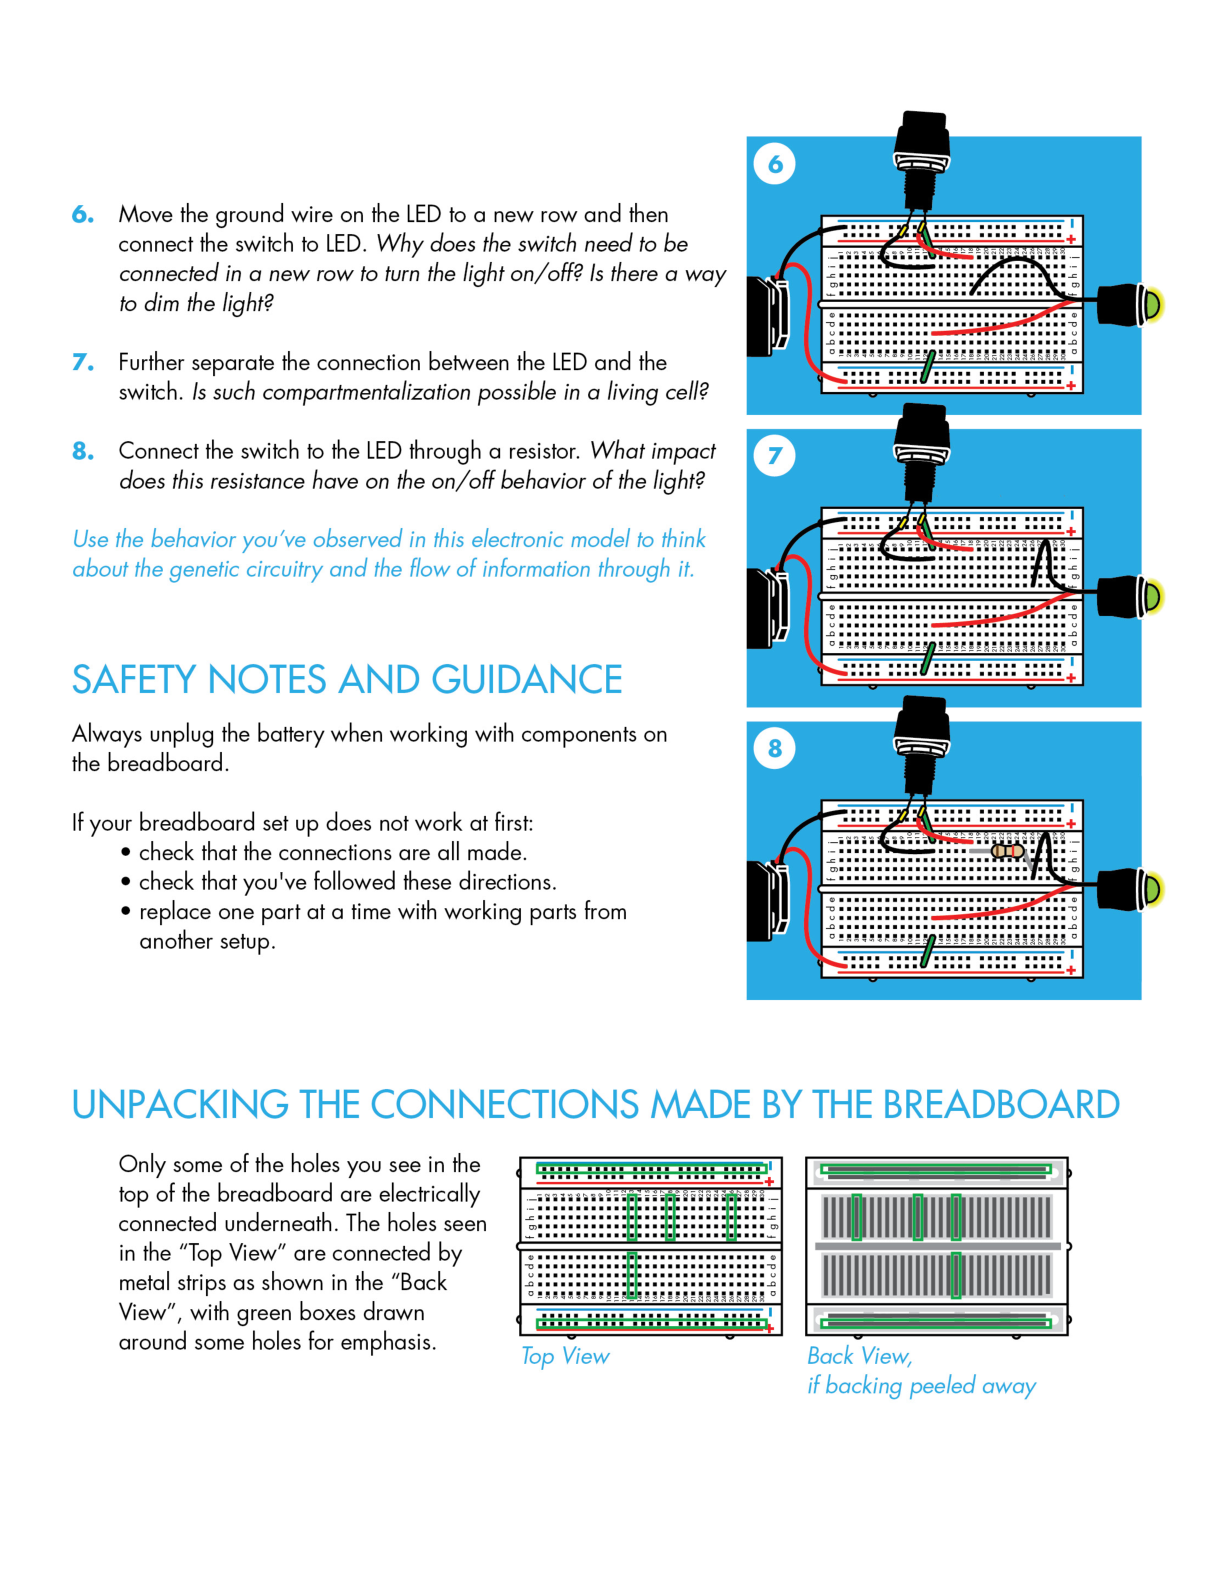 6. Move the ground wire on the LED to a new row and then
connect the switch to LED. Why does the switch need to be
connected in a new row to turn the light on/off? Is there a way
to dim the light?
7. Further separate the connection between the LED and the
switch. Is such compartmentalization possible in a living cell?
8. Connect the switch to the LED through a resistor. What impact
does this resistance have on the on/off behavior of the light?
Use the behavior you’ve observed in this electronic model to think
about the genetic circuitry and the flow of information through it.
6
7
8
SAFETY NOTES AND GUIDANCE
Always unplug the battery when working with components on
the breadboard.
If your breadboard set up does not work at first:
• check that the connections are all made.
• check that you've followed these directions.
• replace one part at a time with working parts from
another setup.
UNPACKING THE CONNECTIONS MADE BY THE BREADBOARD
Only some of the holes you see in the
top of the breadboard are electrically
connected underneath. The holes seen
in the “Top View” are connected by
metal strips as shown in the “Back
View”, with green boxes drawn
around some holes for emphasis.
Top View
Back View,
if backing peeled away